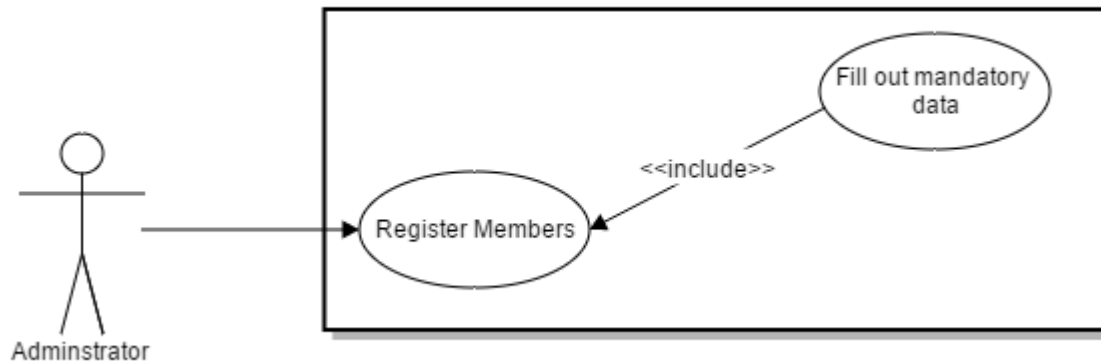 Fill out mandatory
data
<<include>>
Register Members
Adminstrator